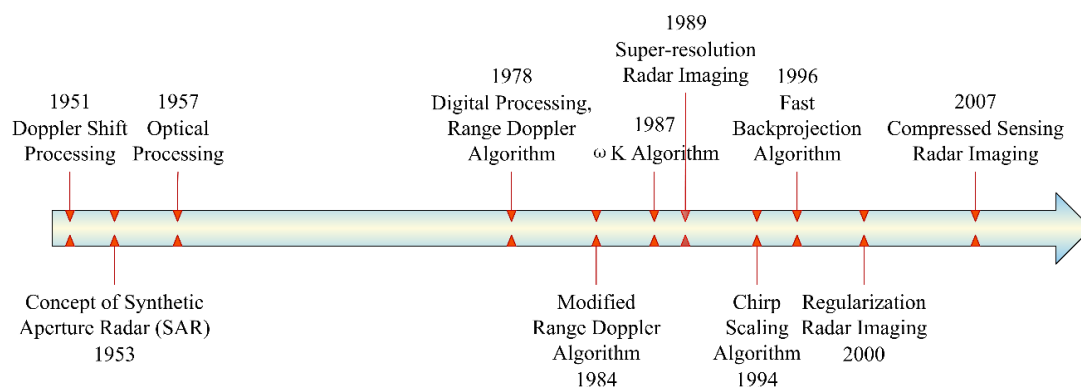 1951
Doppler Shift
Processing
1957
Optical
Processing
1978
Digital Processing,
Range Doppler
Algorithm
1987
ωK Algorithm
1989
Super-resolution
Radar Imaging
1996
Fast
Backprojection
Algorithm
2007
Compressed Sensing
Radar Imaging
Concept of Synthetic
Aperture Radar (SAR)
1953
Modified
Range Doppler
Algorithm
1984
Chirp
Scaling
Algorithm
1994
Regularization
Radar Imaging
2000